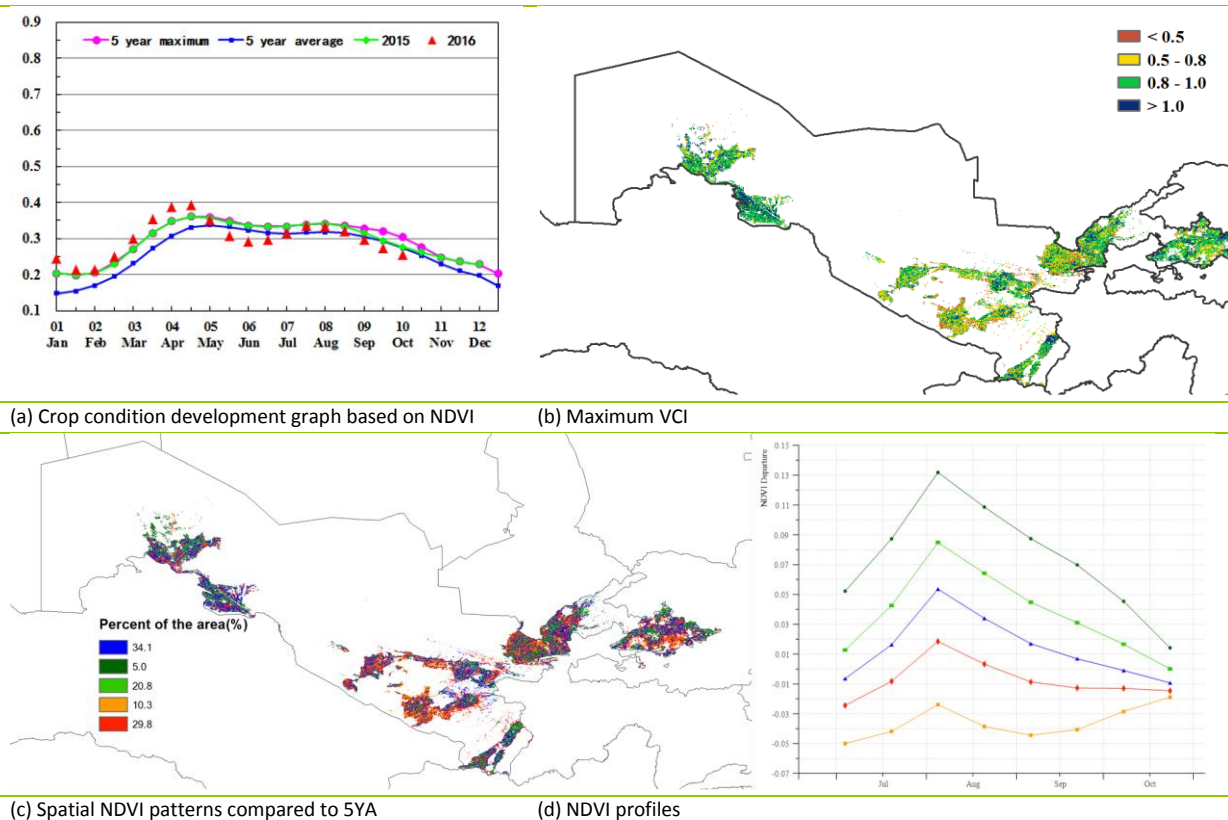 0.9
0.8
0.7
0.6
0.5
0.4
0.3
0.2
0.1
5 year maximum 5 year average 2015 2016
01 02 03 04 05 06 07 08 09 10 11 12
Jan Feb Mar Apr May Jun Jul Aug Sep Oct Nov Dec
< 0.5
0.5 - 0.8
0.8 - 1.0
> 1.0
(a) Crop condition development graph based on NDVI
(b) Maximum VCI
Percent of the area(%)
34.1
5.0
20.8
10.3
29.8
NDVI Departure
0.15
0.13
0.11
0.09
0.07
0.05
0.03
0.01
-0.01
-0.03
-0.05
-0.07
Jul Aug Sep Oct
(c) Spatial NDVI patterns compared to 5YA
(d) NDVI profiles